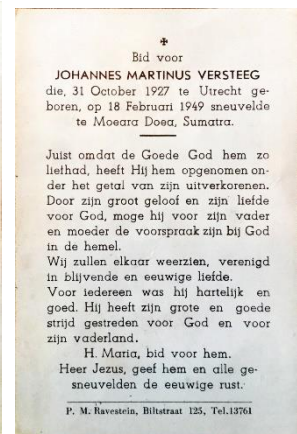 Bid voor
JOHANNES MARTINUS VERSTEEG
die, 31 October 1927 te Utrecht ge-
boren, op 18 Februari 1949 sneuvelde
te Moeara Doea, Sumatra.
Juist omdat de Goede God hem zo
liefhad, heeft Hij hem opgenomen on-
der het getal van zijn uitverkorenen.
Door zijn groot geloof en zijn liefde
voor God, moge hij voor zijn vader
en moeder de voorspraak zijn bij God
in de hemel.
Wij zullen elkaar weerzien, verenigd
in blijvende en eeuwige liefde.
Voor iedereen was hij hartelijk en
goed. Hij heeft zijn grote en goede
strijd gestreden voor God en voor
zijn vaderland.
H. Maria, bid voor hem.
Heer Jezus, geef hem en alle ge-
sneuvelden de eeuwige rust.
P. M. Ravestein, Biltstraat 125, Tel.13761